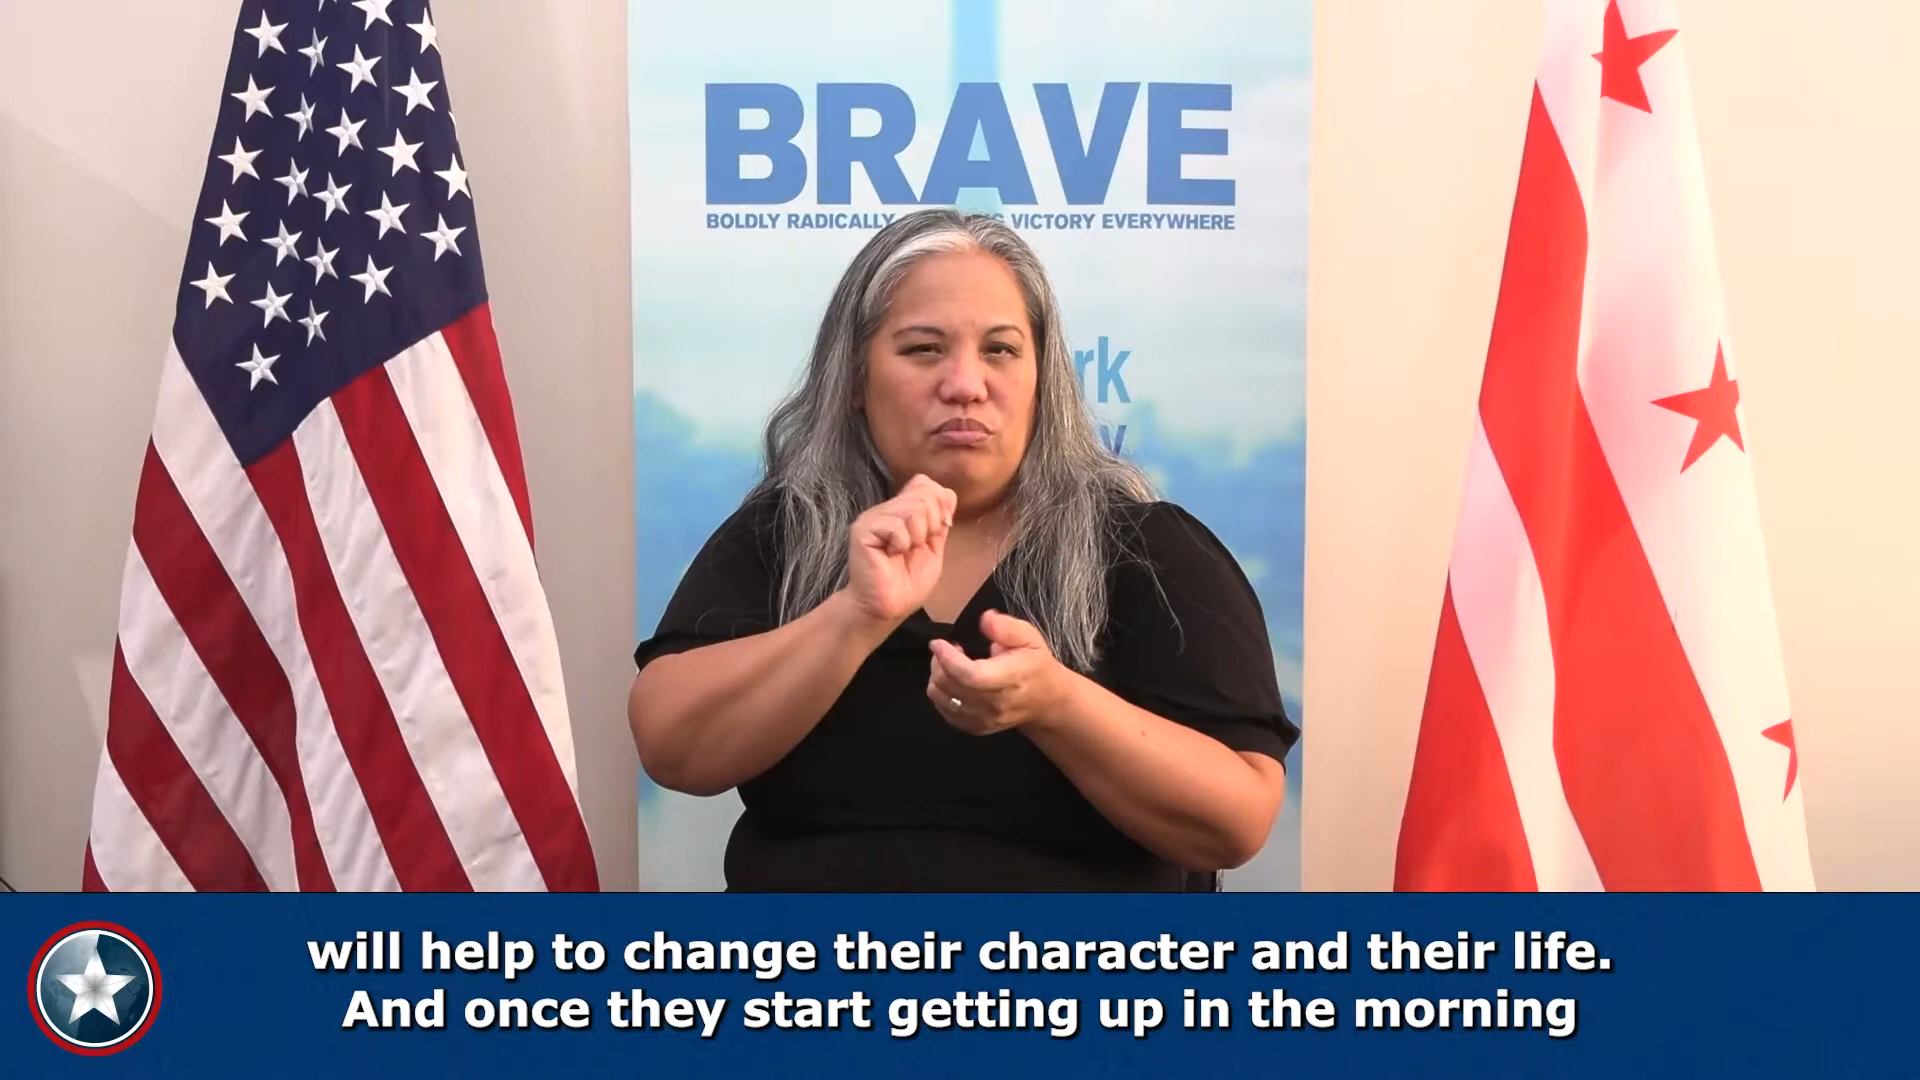 BRAVE
BOLDLY RADICALLY VICTORY EVERYWHERE
will help to change their character and their life.
And once they start getting up in the morning